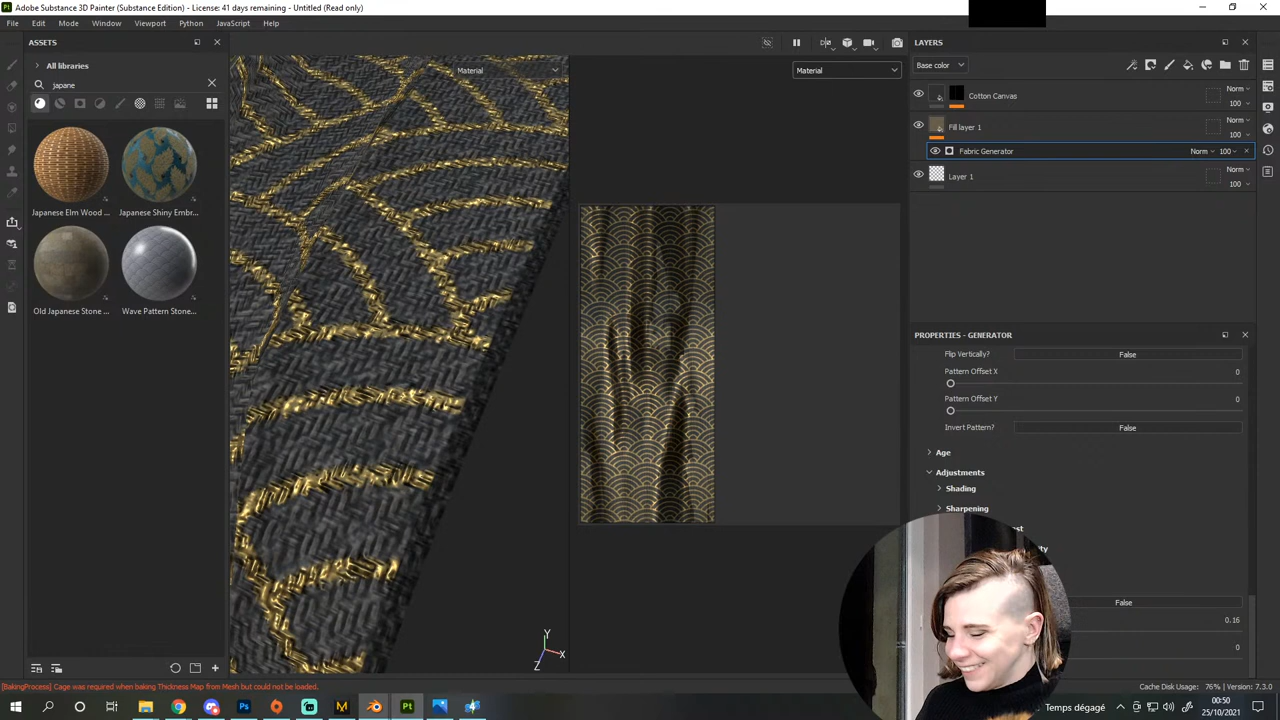 Adobe Substance 3D Painter (Substance Edition) - License: 41 days remaining - Untitled (Read only)
File Edit Mode Window Viewport Python JavaScript Help
ASSETS
All libraries
japane
Japanese Elm Wood ... Japanese Shiny Embr...
Old Japanese Stone ... Wave Pattern Stone...
Material
Material
Y
X
Z
LAYERS
Base color
Cotton Canvas Norm 100
Fill layer 1 Norm 100
Fabric Generator Norm 100
Layer 1 Norm 100
PROPERTIES - GENERATOR
Flip Vertically? False
Pattern Offset X 0
Pattern Offset Y 0
Invert Pattern? False
Age
Adjustments
Shading
Sharpening
False
0.16
0
[BakingProcess] Cage was required when baking Thickness Map from Mesh but could not be loaded.
Cache Disk Usage: 76% | Version: 7.3.0
Pt
Ps
M
Pt
Temps dégagé
00:50
25/10/2021